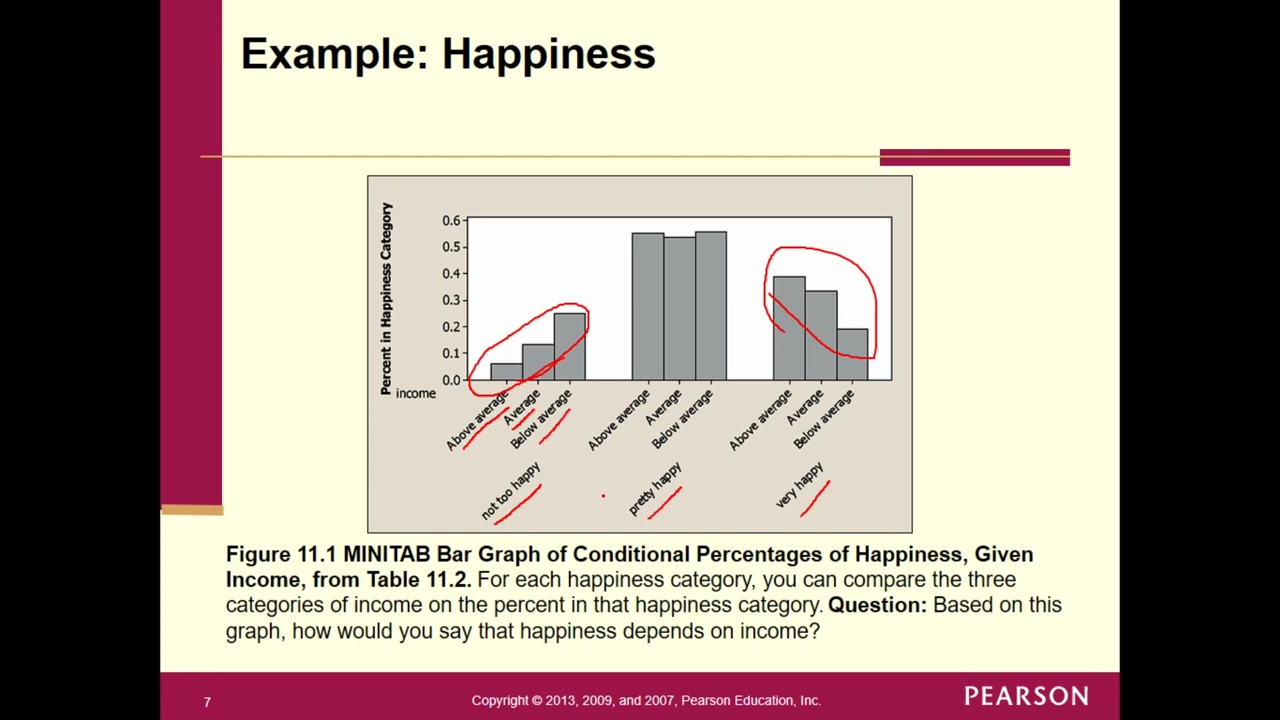 Example: Happiness
Percent in Happiness Category
0.6
0.5
0.4
0.3
0.2
0.1
0.0
income
Above average
Average
Below average
Above average
Average
Below average
Above average
Average
Below average
not too happy
pretty happy
very happy
Figure 11.1 MINITAB Bar Graph of Conditional Percentages of Happiness, Given
Income, from Table 11.2. For each happiness category, you can compare the three
categories of income on the percent in that happiness category. Question: Based on this
graph, how would you say that happiness depends on income?
7
Copyright © 2013, 2009, and 2007, Pearson Education, Inc.
PEARSON